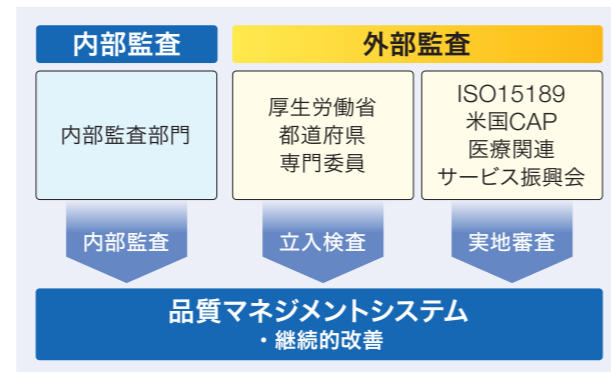 内部監査
外部監査
内部監査部門
厚生労働省
都道府県
専門委員
ISO15189
米国CAP
医療関連
サービス振興会
内部監査
立入検査
実地審査
品質マネジメントシステム
・継続的改善